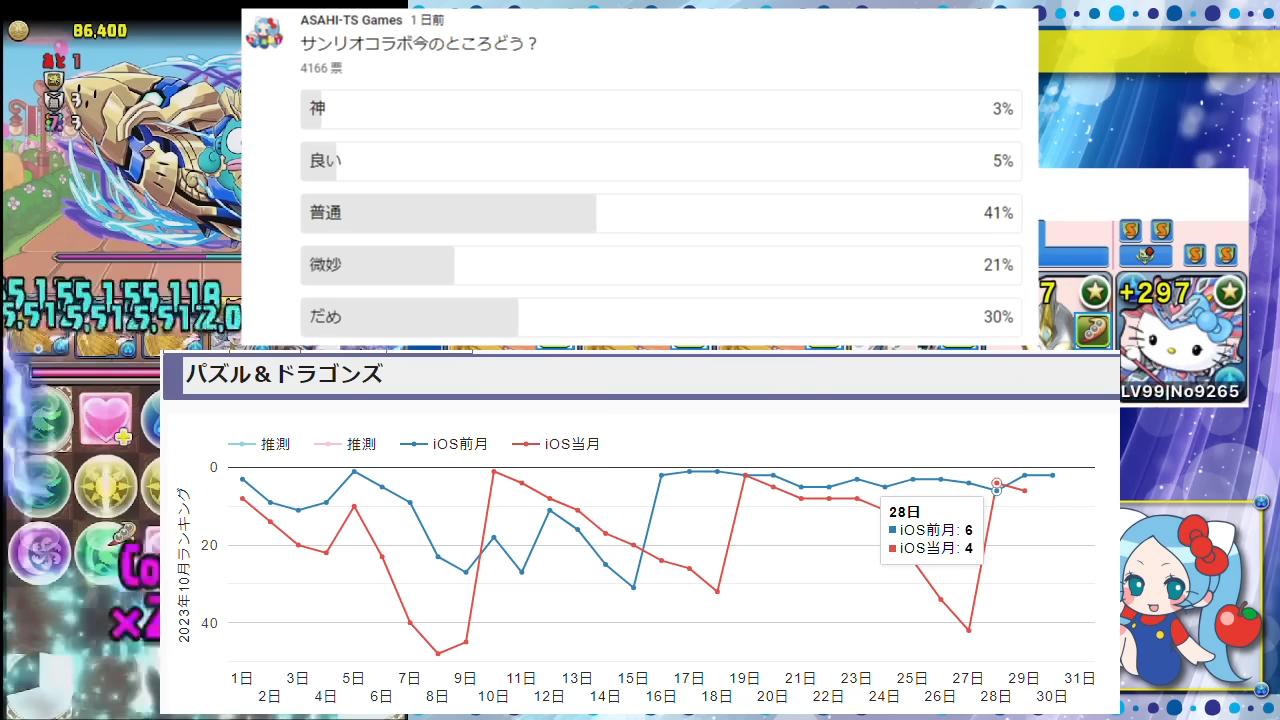 86,400
ASAHI-TS Games 1 日前
サンリオコラボ今のところどう？
4166 票
あと 1
3
3
神 3%
良い 5%
普通 41%
微妙 21%
だめ 30%
7 +297
LV99|No9265
パズル＆ドラゴンズ
推測 推測 iOS前月 iOS当月
0
20
40
2023年10月ランキング
28日
iOS前月: 6
iOS当月: 4
1日 3日 5日 7日 9日 11日 13日 15日 17日 19日 21日 23日 25日 27日 29日 31日
2日 4日 6日 8日 10日 12日 14日 16日 18日 20日 22日 24日 26日 28日 30日